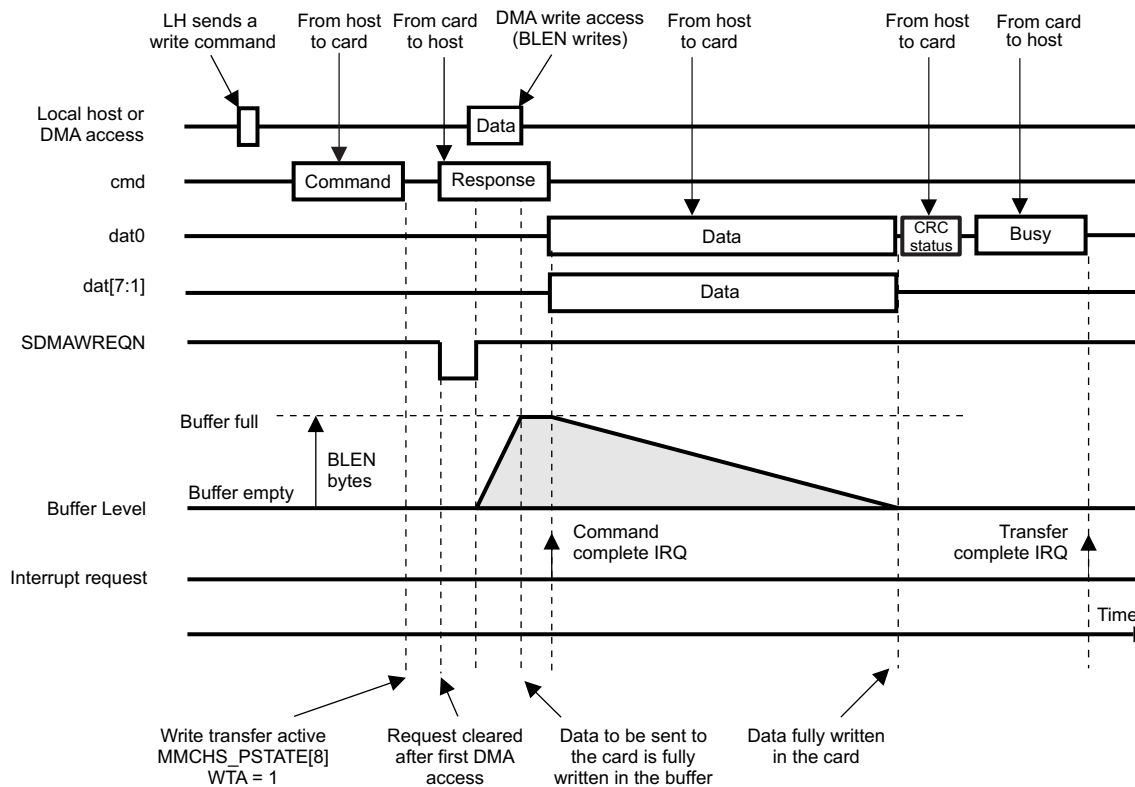 LH sends a
write command
From host
to card
From card
to host
DMA write access
(BLEN writes)
From host
to card
From host
to card
From card
to host
Local host or
DMA access
Data
cmd
Command
Response
dat0
Data
CRC
status
Busy
dat[7:1]
Data
SDMAWREQN
Buffer full
BLEN
bytes
Buffer empty
Buffer Level
Command
complete IRQ
Transfer
complete IRQ
Interrupt request
Time
Write transfer active
MMCHS_PSTATE[8]
WTA = 1
Request cleared
after first DMA
access
Data to be sent to
the card is fully
written in the buffer
Data fully written
in the card